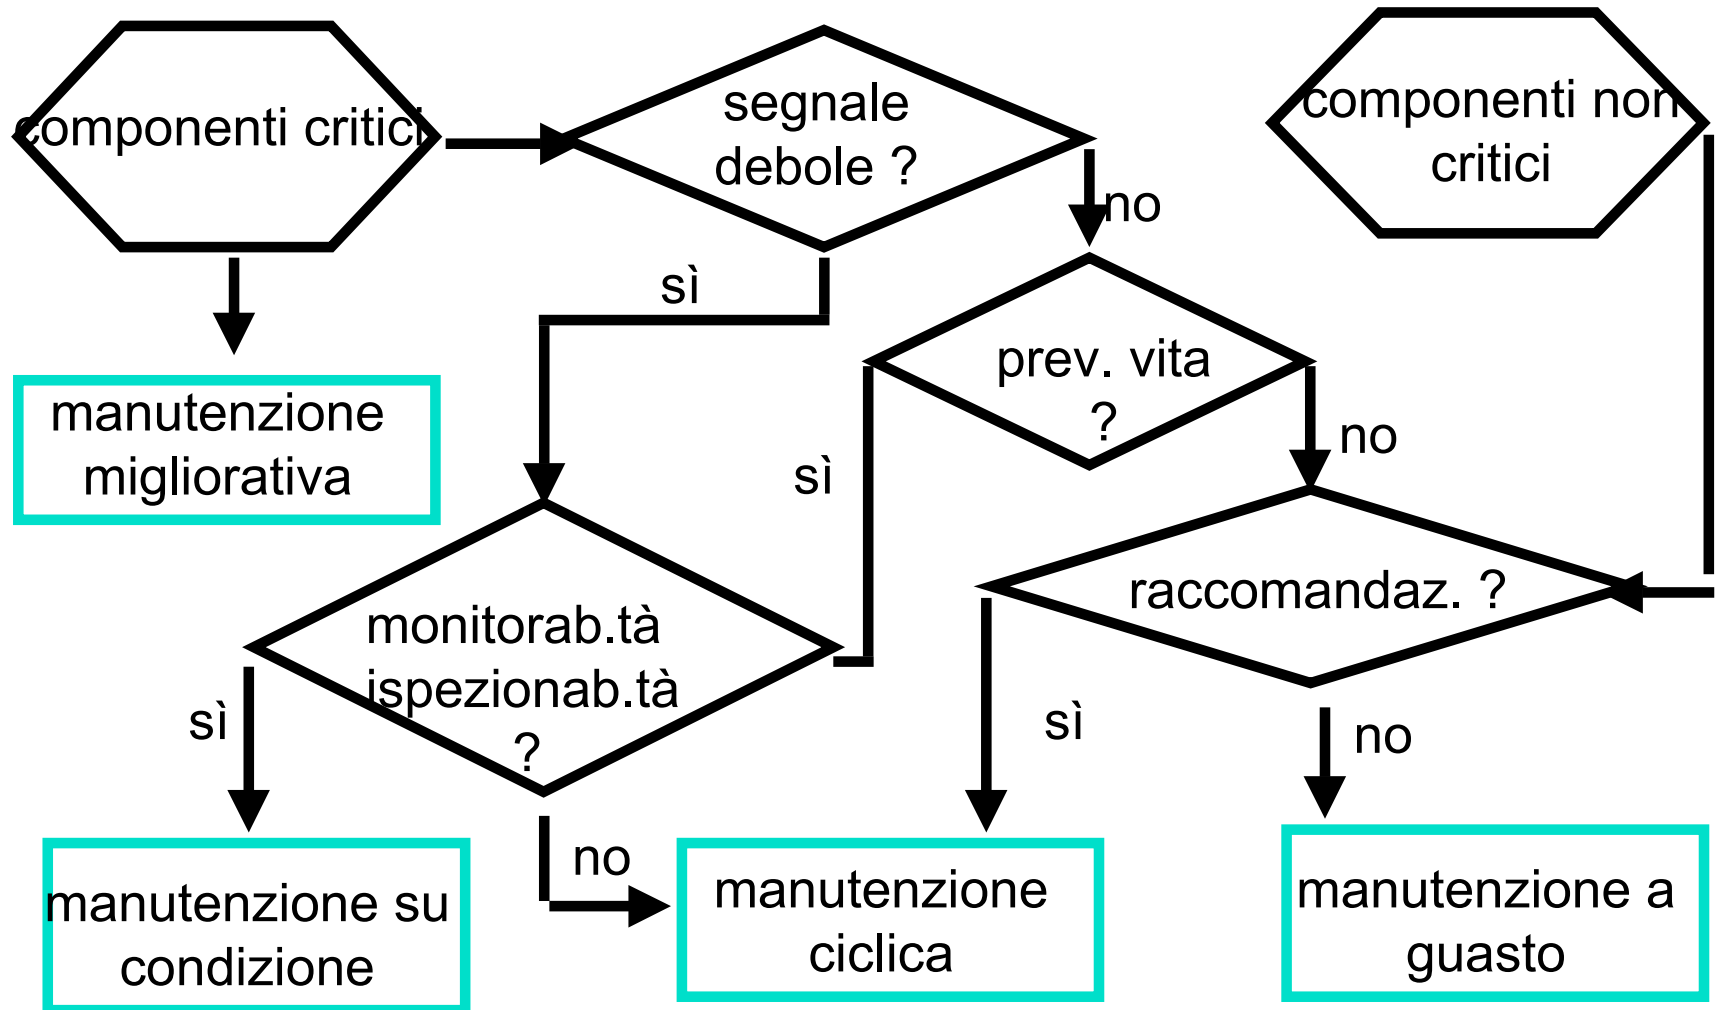 componenti critici
segnale
debole ?
componenti non
critici
no
sì
prev. vita
?
manutenzione
migliorativa
sì
no
monitorab.tà
ispezionab.tà
?
raccomandaz. ?
sì
sì
no
no
manutenzione su
condizione
manutenzione
ciclica
manutenzione a
guasto